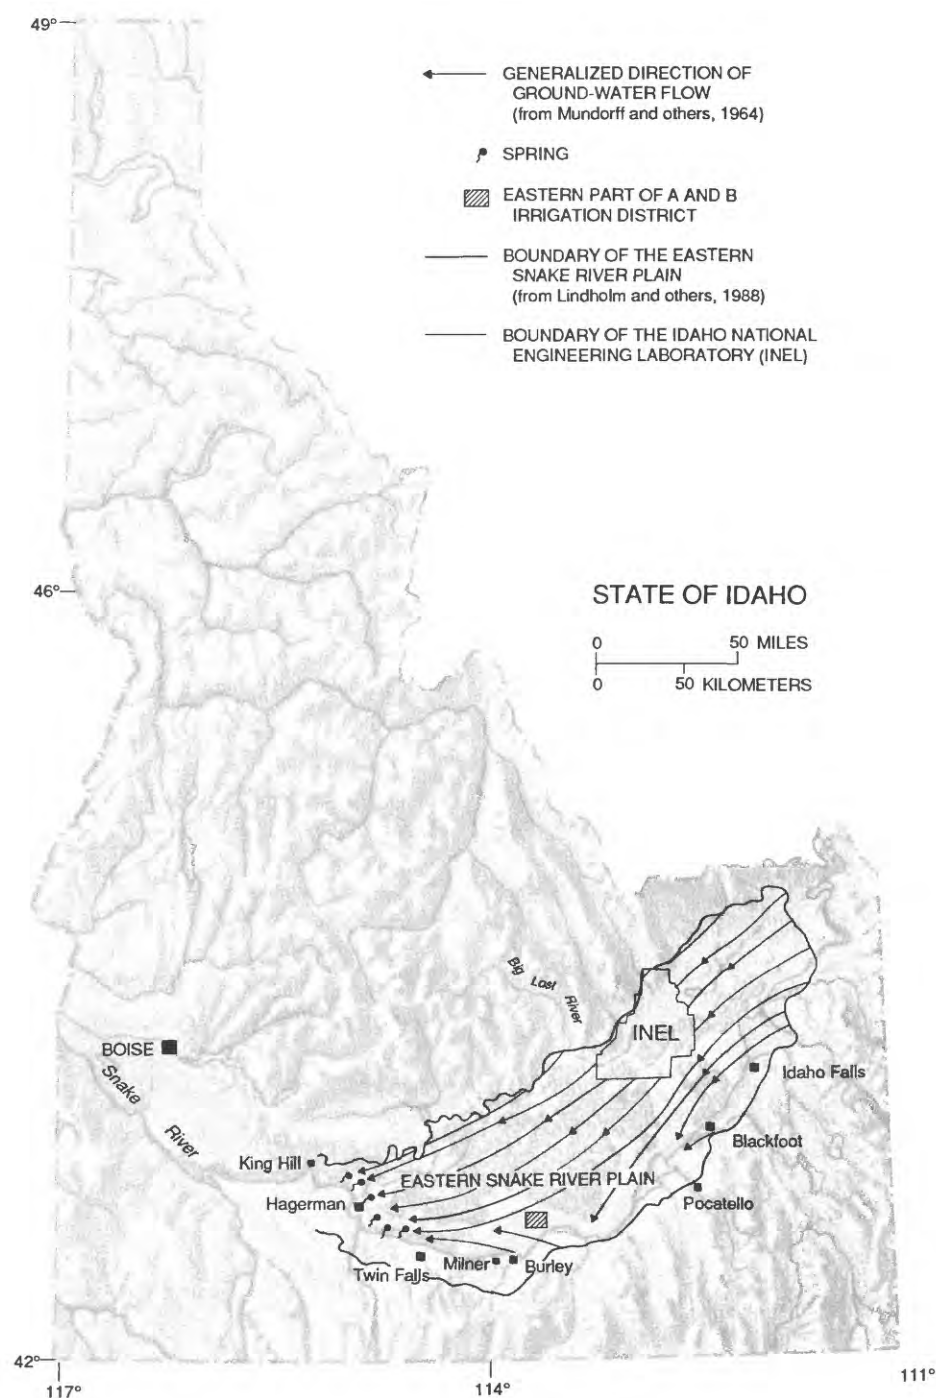 49°
GENERALIZED DIRECTION OF
GROUND-WATER FLOW
(from Mundorff and others, 1964)
SPRING
EASTERN PART OF A AND B
IRRIGATION DISTRICT
BOUNDARY OF THE EASTERN
SNAKE RIVER PLAIN
(from Lindholm and others, 1988)
BOUNDARY OF THE IDAHO NATIONAL
ENGINEERING LABORATORY (INEL)
46°
STATE OF IDAHO
0 50 MILES
0 50 KILOMETERS
Big Lost River
INEL
BOISE
Snake River
Idaho Falls
Blackfoot
King Hill
EASTERN SNAKE RIVER PLAIN
Pocatello
Hagerman
Twin Falls
Milner
Burley
42°
117°
114°
111°